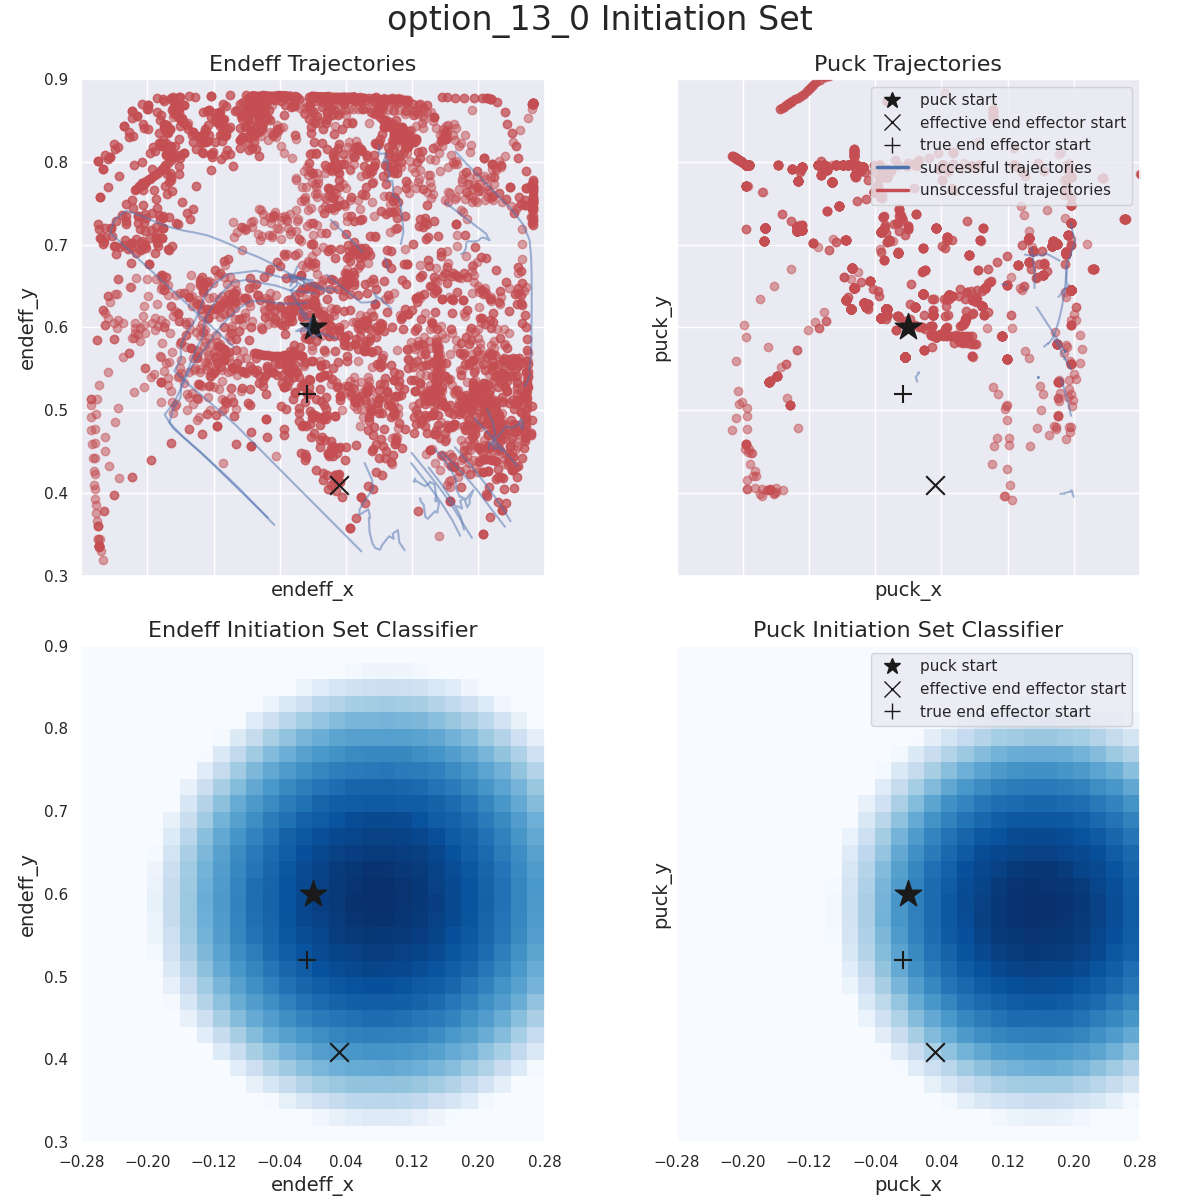 option_13_0 Initiation Set
Endeff Trajectories
0.9
0.8
0.7
0.6
0.5
0.4
0.3
endeff_y
endeff_x
Puck Trajectories
puck start
effective end effector start
true end effector start
successful trajectories
unsuccessful trajectories
puck_y
puck_x
Endeff Initiation Set Classifier
0.9
0.8
0.7
0.6
0.5
0.4
0.3
endeff_y
−0.28 −0.20 −0.12 −0.04 0.04 0.12 0.20 0.28
endeff_x
Puck Initiation Set Classifier
puck start
effective end effector start
true end effector start
puck_y
−0.28 −0.20 −0.12 −0.04 0.04 0.12 0.20 0.28
puck_x